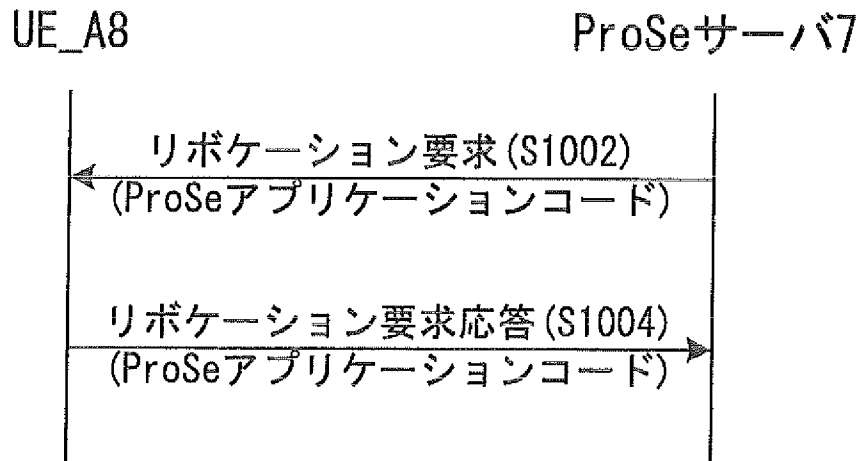 UE_A8
ProSeサーバ7
リボケーション要求(S1002)
(ProSeアプリケーションコード)
リボケーション要求応答(S1004)
(ProSeアプリケーションコード)